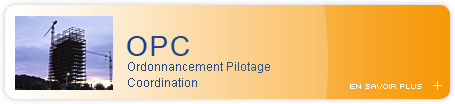 OPC
Ordonnancement Pilotage
Coordination
EN SAVOIR PLUS +